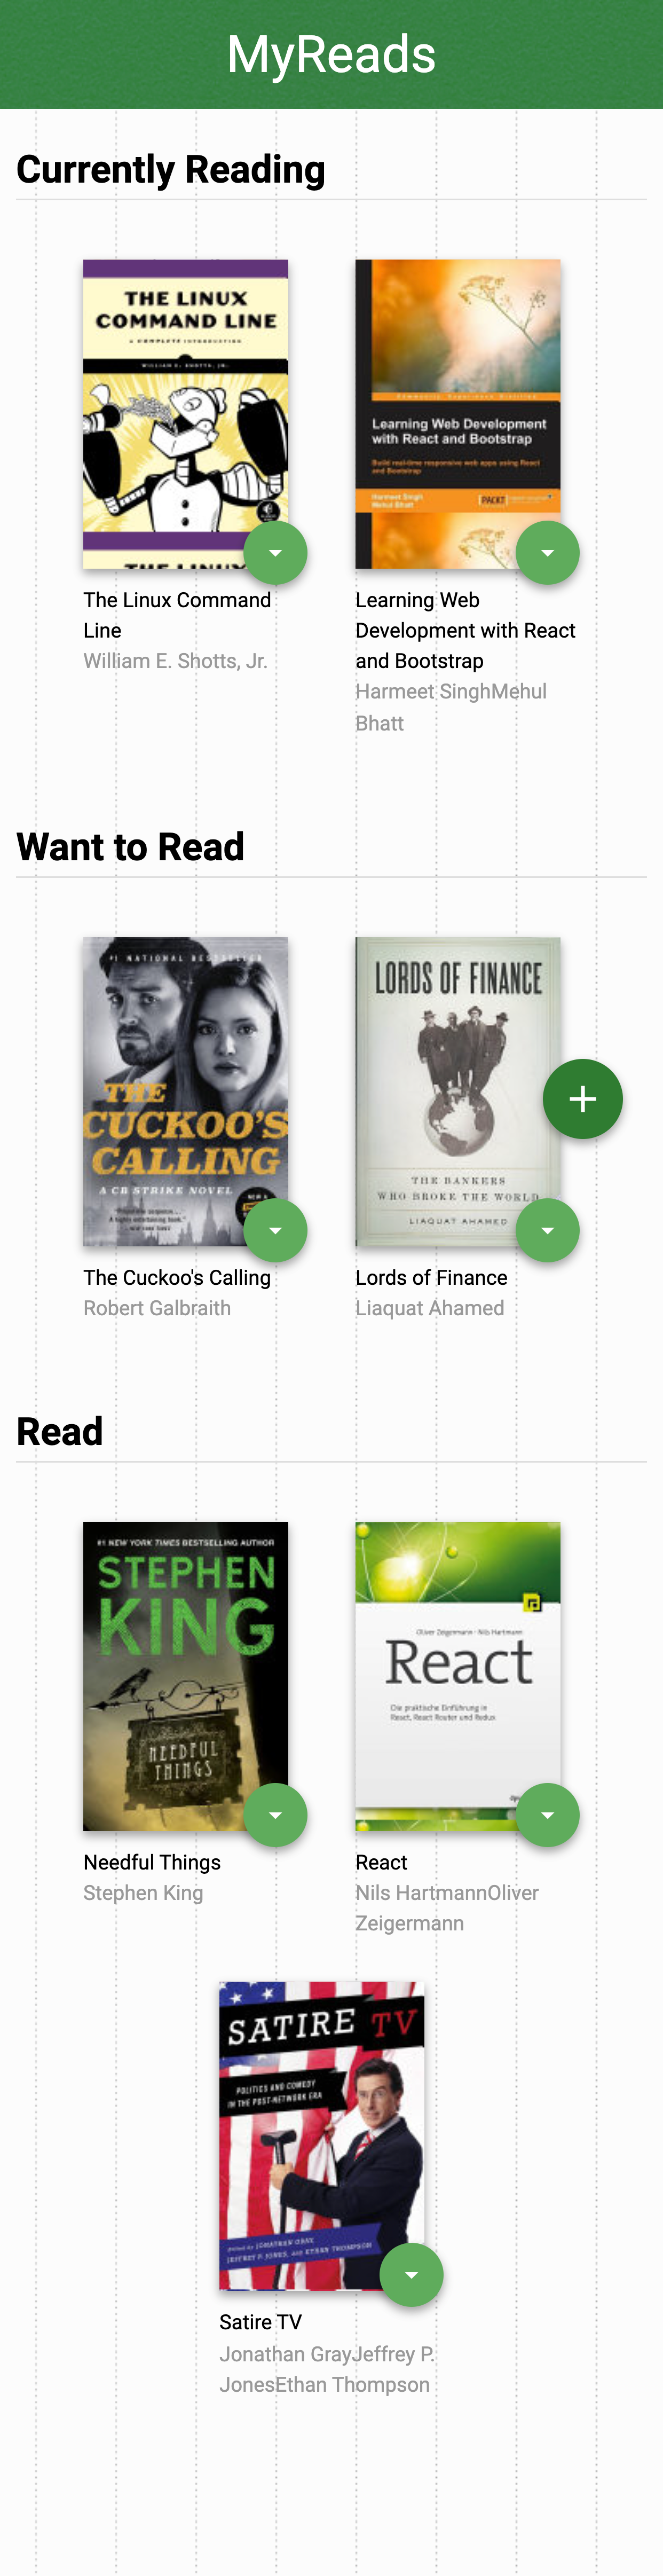 MyReads
Currently Reading
THE LINUX
COMMAND LINE
A COMPLETE INTRODUCTION
WILLIAM E. SHOTTS, JR.
THE LINUX
The Linux Command
Line
William E. Shotts, Jr.
Learning Web Development
with React and Bootstrap
Build real-time responsive web apps using React
and Bootstrap
Harmeet Singh
Mehul Bhatt
PACKT
Learning Web
Development with React
and Bootstrap
Harmeet SinghMehul
Bhatt
Want to Read
#1 NATIONAL BESTSELLER
THE
CUCKOO'S
CALLING
A CB STRIKE NOVEL
The Cuckoo's Calling
Robert Galbraith
LORDS OF FINANCE
THE BANKERS
WHO BROKE THE WORLD
LIAQUAT AHAMED
Lords of Finance
Liaquat Ahamed
Read
#1 NEW YORK TIMES BESTSELLING AUTHOR
STEPHEN
KING
NEEDFUL
THINGS
Needful Things
Stephen King
Oliver Zeigermann · Nils Hartmann
React
Die praktische Einführung in
React, React Router und Redux
React
Nils HartmannOliver
Zeigermann
SATIRE TV
POLITICS AND COMEDY
IN THE POST-NETWORK ERA
Edited by JONATHAN GRAY,
JEFFREY P. JONES, and ETHAN THOMPSON
Satire TV
Jonathan GrayJeffrey P.
JonesEthan Thompson